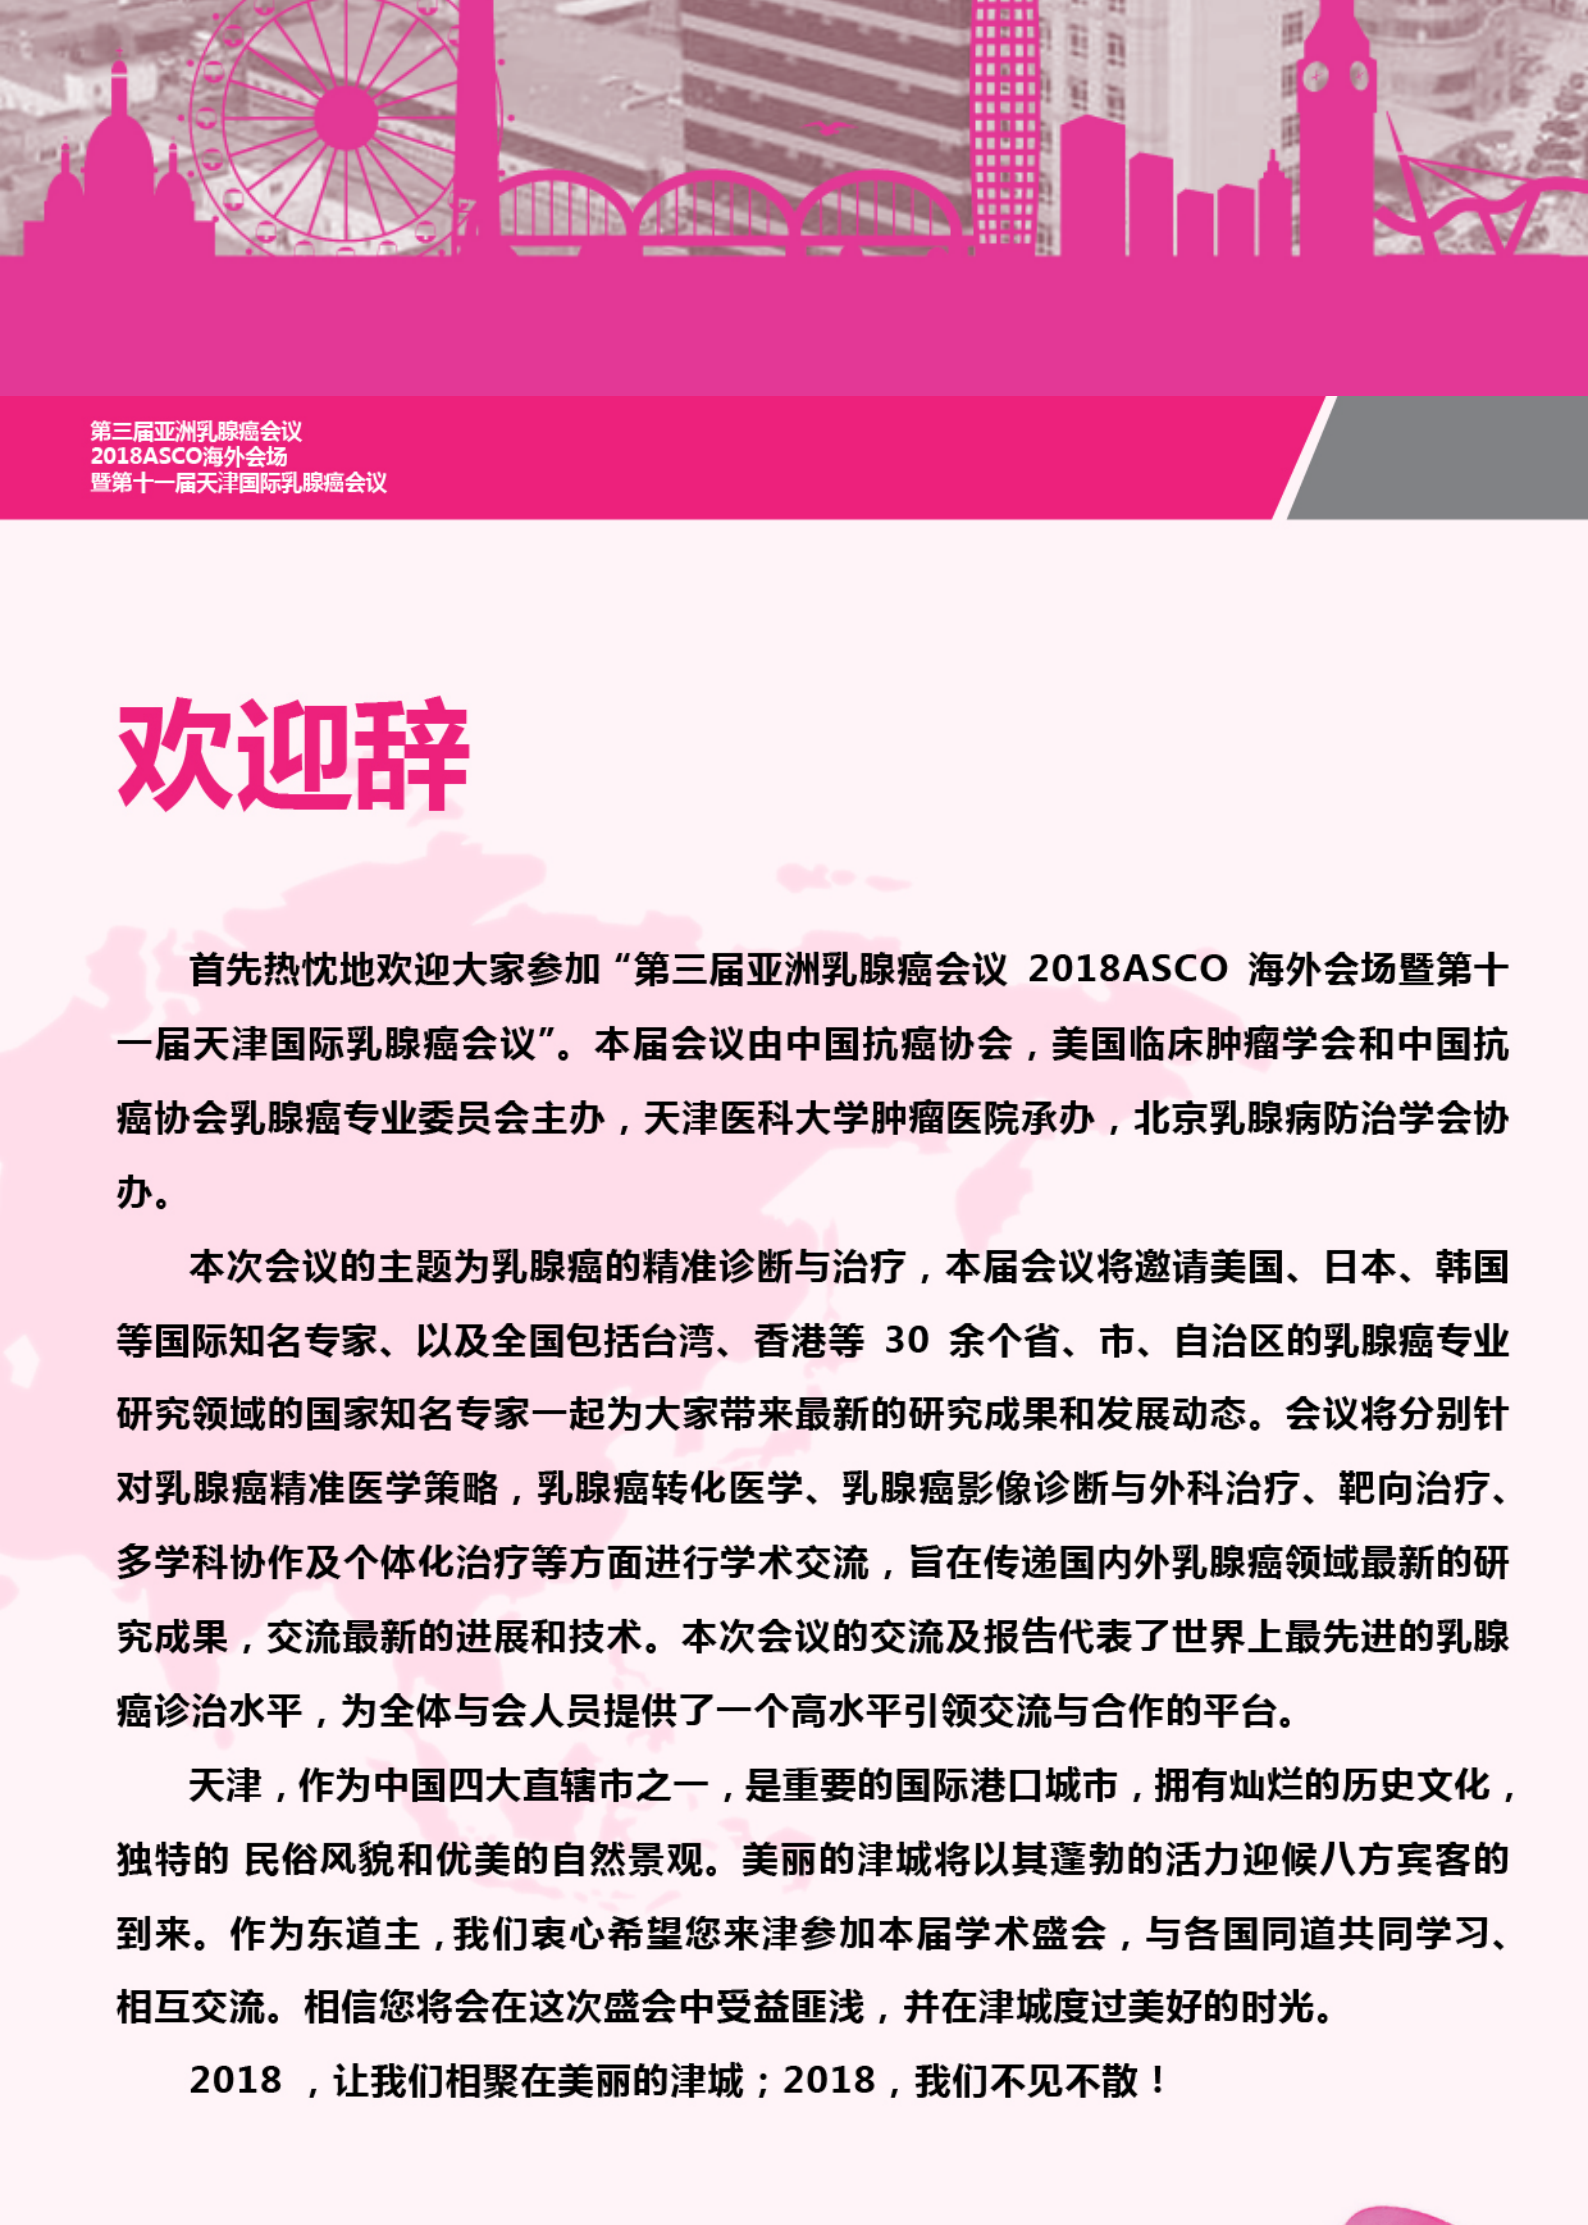 第三届亚洲乳腺癌会议
2018ASCO海外会场
暨第十一届天津国际乳腺癌会议
欢迎辞
首先热忱地欢迎大家参加“第三届亚洲乳腺癌会议 2018ASCO 海外会场暨第十
一届天津国际乳腺癌会议”。本届会议由中国抗癌协会，美国临床肿瘤学会和中国抗
癌协会乳腺癌专业委员会主办，天津医科大学肿瘤医院承办，北京乳腺病防治学会协
办。
本次会议的主题为乳腺癌的精准诊断与治疗，本届会议将邀请美国、日本、韩国
等国际知名专家、以及全国包括台湾、香港等 30 余个省、市、自治区的乳腺癌专业
研究领域的国家知名专家一起为大家带来最新的研究成果和发展动态。会议将分别针
对乳腺癌精准医学策略，乳腺癌转化医学、乳腺癌影像诊断与外科治疗、靶向治疗、
多学科协作及个体化治疗等方面进行学术交流，旨在传递国内外乳腺癌领域最新的研
究成果，交流最新的进展和技术。本次会议的交流及报告代表了世界上最先进的乳腺
癌诊治水平，为全体与会人员提供了一个高水平引领交流与合作的平台。
天津，作为中国四大直辖市之一，是重要的国际港口城市，拥有灿烂的历史文化，
独特的 民俗风貌和优美的自然景观。美丽的津城将以其蓬勃的活力迎候八方宾客的
到来。作为东道主，我们衷心希望您来津参加本届学术盛会，与各国同道共同学习、
相互交流。相信您将会在这次盛会中受益匪浅，并在津城度过美好的时光。
2018 ，让我们相聚在美丽的津城；2018，我们不见不散！